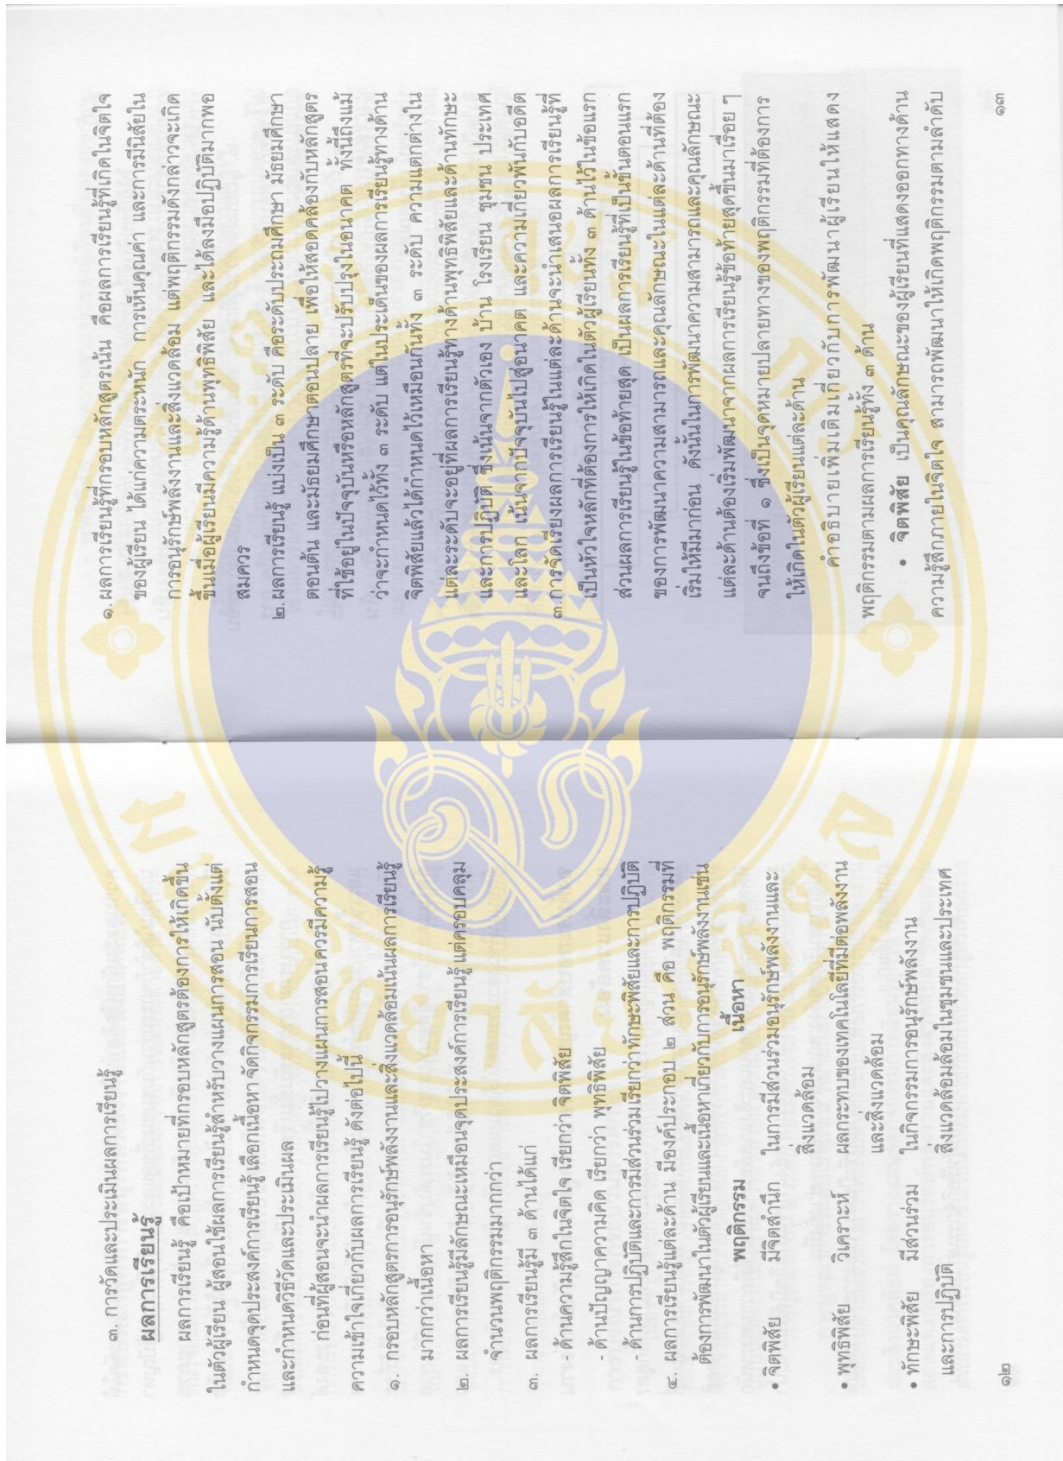 ๓. การวัดและประเมินผลการเรียนรู้
ผลการเรียนรู้
ผลการเรียนรู้ คือเป้าหมายที่กรอบหลักสูตรต้องการให้เกิดขึ้น
ในตัวผู้เรียน ผู้สอนใช้ผลการเรียนรู้สำหรับวางแผนการสอน นับตั้งแต่
กำหนดจุดประสงค์การเรียนรู้ เลือกเนื้อหา จัดกิจกรรมการเรียนการสอน
และกำหนดวิธีวัดและประเมินผล
ก่อนที่ผู้สอนจะนำผลการเรียนรู้ไปวางแผนการสอนควรมีความรู้
ความเข้าใจเกี่ยวกับผลการเรียนรู้ ดังต่อไปนี้
๑. กรอบหลักสูตรการอนุรักษ์พลังงานและสิ่งแวดล้อมเน้นผลการเรียนรู้
มากกว่าเนื้อหา
๒. ผลการเรียนรู้มีลักษณะเหมือนจุดประสงค์การเรียนรู้ แต่ครอบคลุม
จำนวนพฤติกรรมมากกว่า
๓. ผลการเรียนรู้มี ๓ ด้านได้แก่
- ด้านความรู้สึกในจิตใจ เรียกว่า จิตพิสัย
- ด้านปัญญาความคิด เรียกว่า พุทธิพิสัย
- ด้านการปฏิบัติและการมีส่วนร่วมเรียกว่าทักษะพิสัยและการปฏิบัติ
๔. ผลการเรียนรู้แต่ละด้าน มีองค์ประกอบ ๒ ส่วน คือ พฤติกรรมที่
ต้องการพัฒนาในตัวผู้เรียนและเนื้อหาเกี่ยวกับการอนุรักษ์พลังงานเช่น
พฤติกรรม เนื้อหา
• จิตพิสัย มีจิตสำนึก ในการมีส่วนร่วมอนุรักษ์พลังงานและ
สิ่งแวดล้อม
• พุทธิพิสัย วิเคราะห์ ผลกระทบของเทคโนโลยีที่มีต่อพลังงาน
และสิ่งแวดล้อม
• ทักษะพิสัย มีส่วนร่วม ในกิจกรรมการอนุรักษ์พลังงาน
และการปฏิบัติ สิ่งแวดล้อมล้อมในชุมชนและประเทศ
๑๒
๑. ผลการเรียนรู้ที่กรอบหลักสูตรเน้น คือผลการเรียนรู้ที่เกิดในจิตใจ
ของผู้เรียน ได้แก่ความตระหนก การเห็นคุณค่า และการมีนิสัยใน
การอนุรักษ์พลังงานและสิ่งแวดล้อม แต่พฤติกรรมดังกล่าวจะเกิด
ขึ้นเมื่อผู้เรียนมีความรู้ด้านพุทธิพิสัย และได้ลงมือปฏิบัติมากพอ
สมควร
๒. ผลการเรียนรู้ แบ่งเป็น ๓ ระดับ คือระดับประถมศึกษา มัธยมศึกษา
ตอนต้น และมัธยมศึกษาตอนปลาย เพื่อให้สอดคล้องกับหลักสูตร
ที่ใช้อยู่ในปัจจุบันหรือหลักสูตรที่จะปรับปรุงในอนาคต ทั้งนี้ถึงแม้
ว่าจะกำหนดไว้ทั้ง ๓ ระดับ แต่ในประเด็นของผลการเรียนรู้ทางด้าน
จิตพิสัยแล้วได้กำหนดไว้เหมือนกันทั้ง ๓ ระดับ ความแตกต่างใน
แต่ละระดับจะอยู่ที่ผลการเรียนรู้ทางด้านพุทธิพิสัยและด้านทักษะ
และการปฏิบัติ ซึ่งเน้นจากตัวเอง บ้าน โรงเรียน ชุมชน ประเทศ
และโลก เน้นจากปัจจุบันไปสู่อนาคต และความเกี่ยวพันกับอดีต
๓.การจัดเรียงผลการเรียนรู้ในแต่ละด้านจะนำเสนอผลการเรียนรู้ที่
เป็นหัวใจหลักที่ต้องการให้เกิดในตัวผู้เรียนทั้ง ๓ ด้านไว้ในข้อแรก
ส่วนผลการเรียนรู้ในข้อท้ายสุด เป็นผลการเรียนรู้ที่เป็นขั้นตอนแรก
ของการพัฒนาความสามารถและคุณลักษณะในแต่ละด้านที่ต้อง
เริ่มให้มีมาก่อน ดังนั้นในการพัฒนาความสามารถและคุณลักษณะ
แต่ละด้านต้องเริ่มพัฒนาจากผลการเรียนรู้ข้อท้ายสุดขึ้นมาเรื่อย ๆ
จนถึงข้อที่ ๑ ซึ่งเป็นจุดหมายปลายทางของพฤติกรรมที่ต้องการ
ให้เกิดในตัวผู้เรียนแต่ละด้าน
คำอธิบายเพิ่มเติมเกี่ยวกับการพัฒนาผู้เรียนให้แสดง
พฤติกรรมตามผลการเรียนรู้ทั้ง ๓ ด้าน
• จิตพิสัย เป็นคุณลักษณะของผู้เรียนที่แสดงออกทางด้าน
ความรู้สึกภายในจิตใจ สามารถพัฒนาให้เกิดพฤติกรรมตามลำดับ
๑๓
มหาวิทยาลัยมหิดล